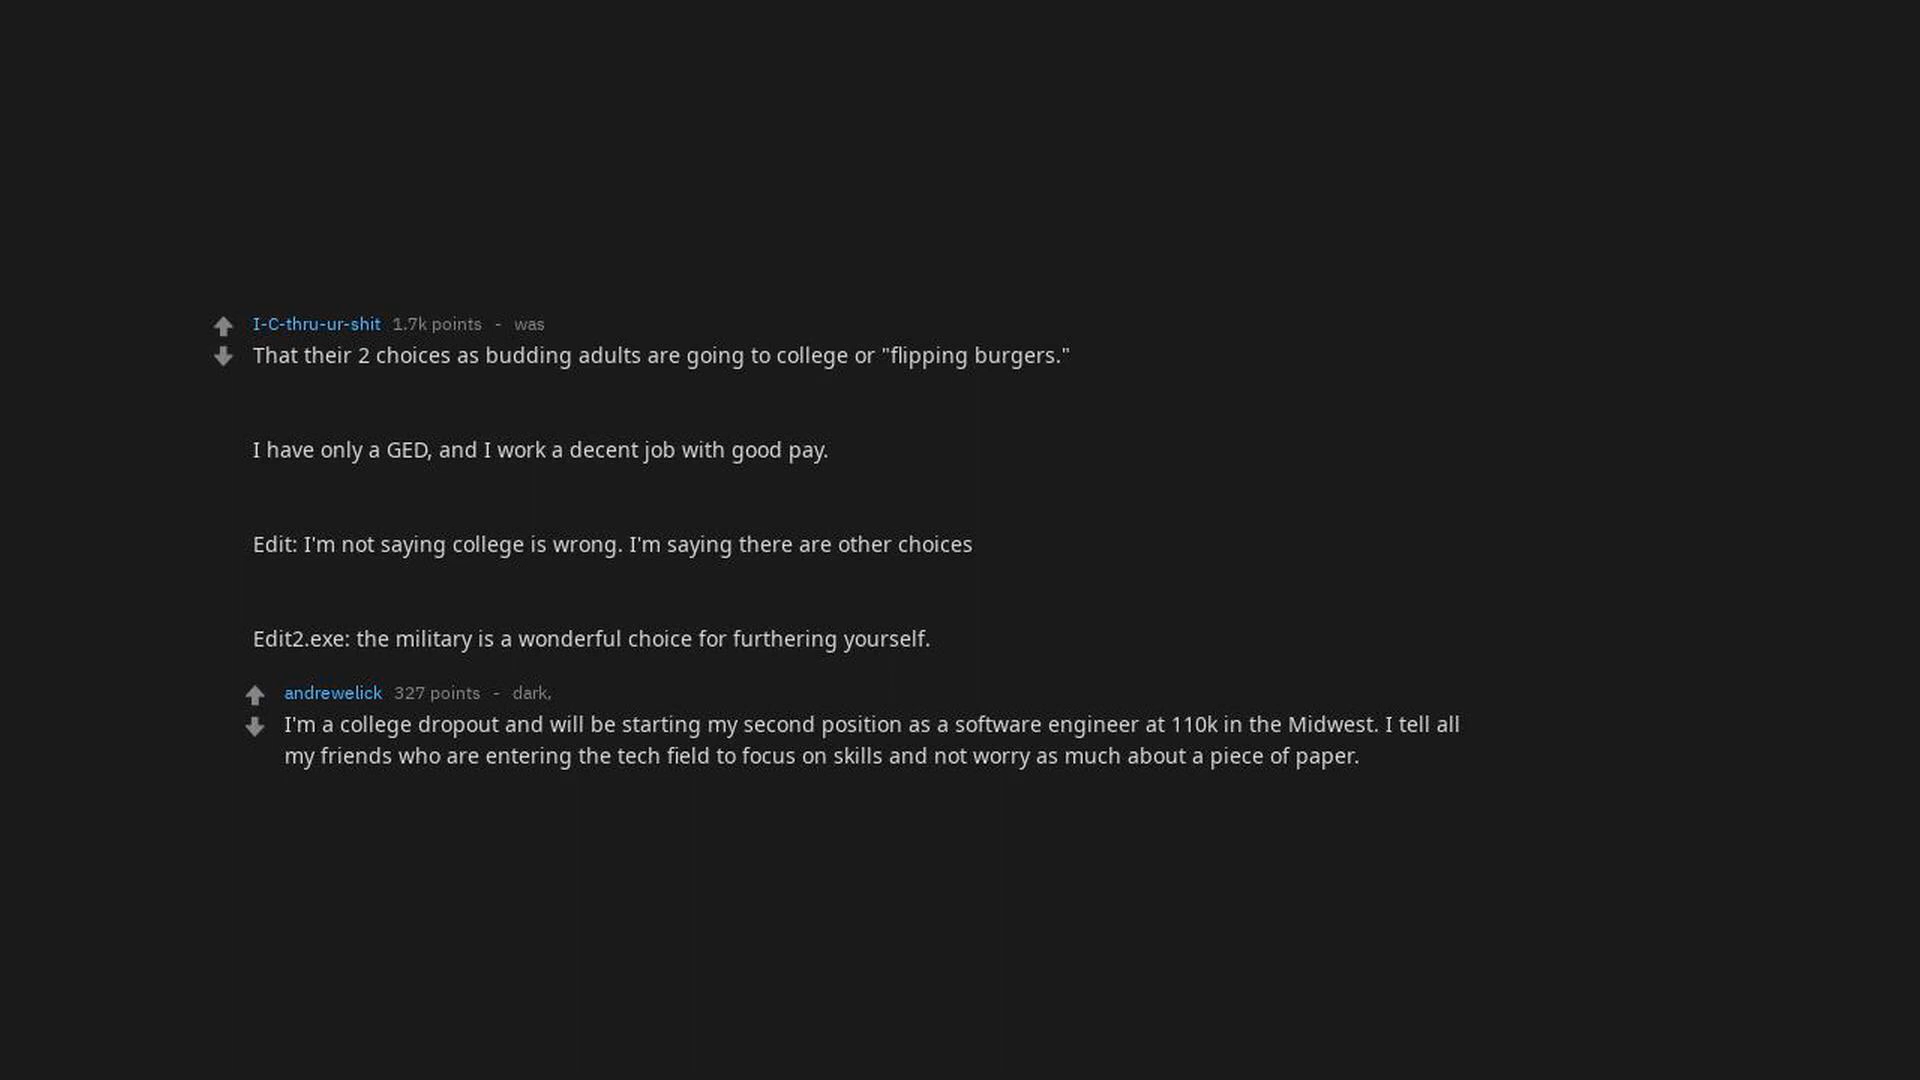 I-C-thru-ur-shit 1.7k points - was
That their 2 choices as budding adults are going to college or "flipping burgers."
I have only a GED, and I work a decent job with good pay.
Edit: I'm not saying college is wrong. I'm saying there are other choices
Edit2.exe: the military is a wonderful choice for furthering yourself.
andrewelick 327 points - dark,
I'm a college dropout and will be starting my second position as a software engineer at 110k in the Midwest. I tell all
my friends who are entering the tech field to focus on skills and not worry as much about a piece of paper.